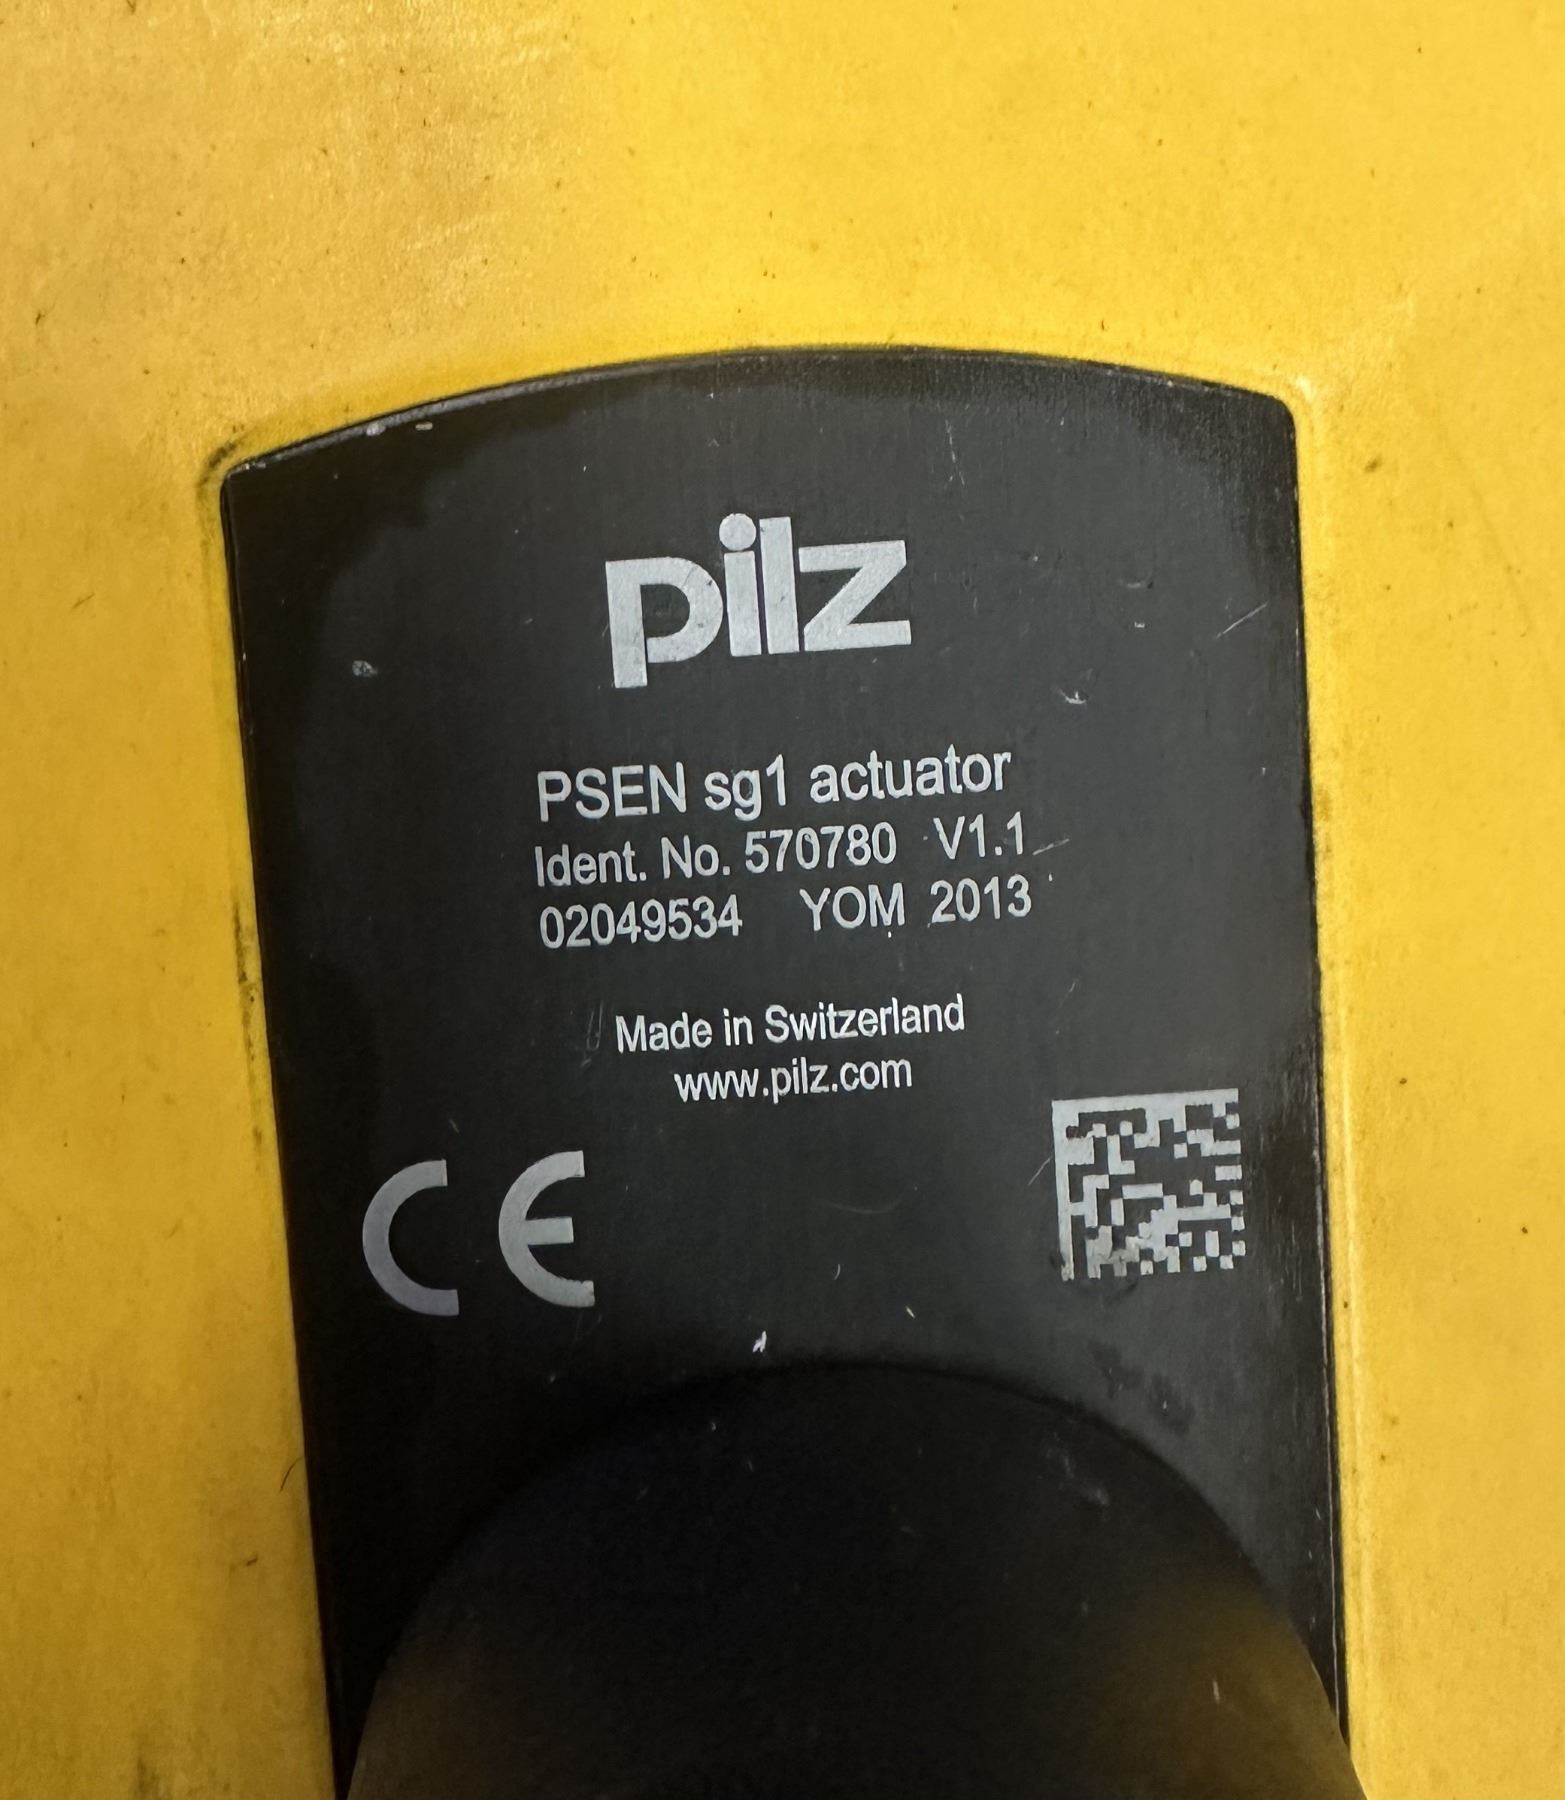 pilz
PSEN sg1 actuator
Ident. No. 570780 V1.1
02049534 YOM 2013
Made in Switzerland
www.pilz.com
CE